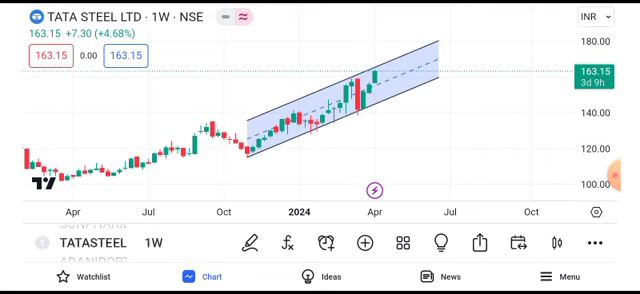 TATA STEEL LTD · 1W · NSE
INR
163.15 +7.30 (+4.68%)
163.15 0.00 163.15
180.00
163.15
3d 9h
140.00
120.00
100.00
Apr Jul Oct 2024 Apr Jul Oct
TATASTEEL 1W
Watchlist Chart Ideas News Menu